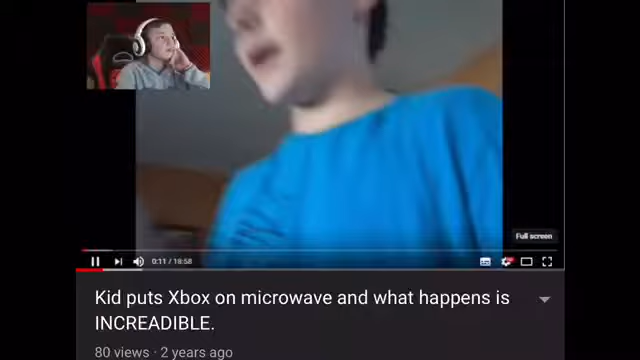 Full screen
0:11 / 18:58
Kid puts Xbox on microwave and what happens is
INCREADIBLE.
80 views · 2 years ago